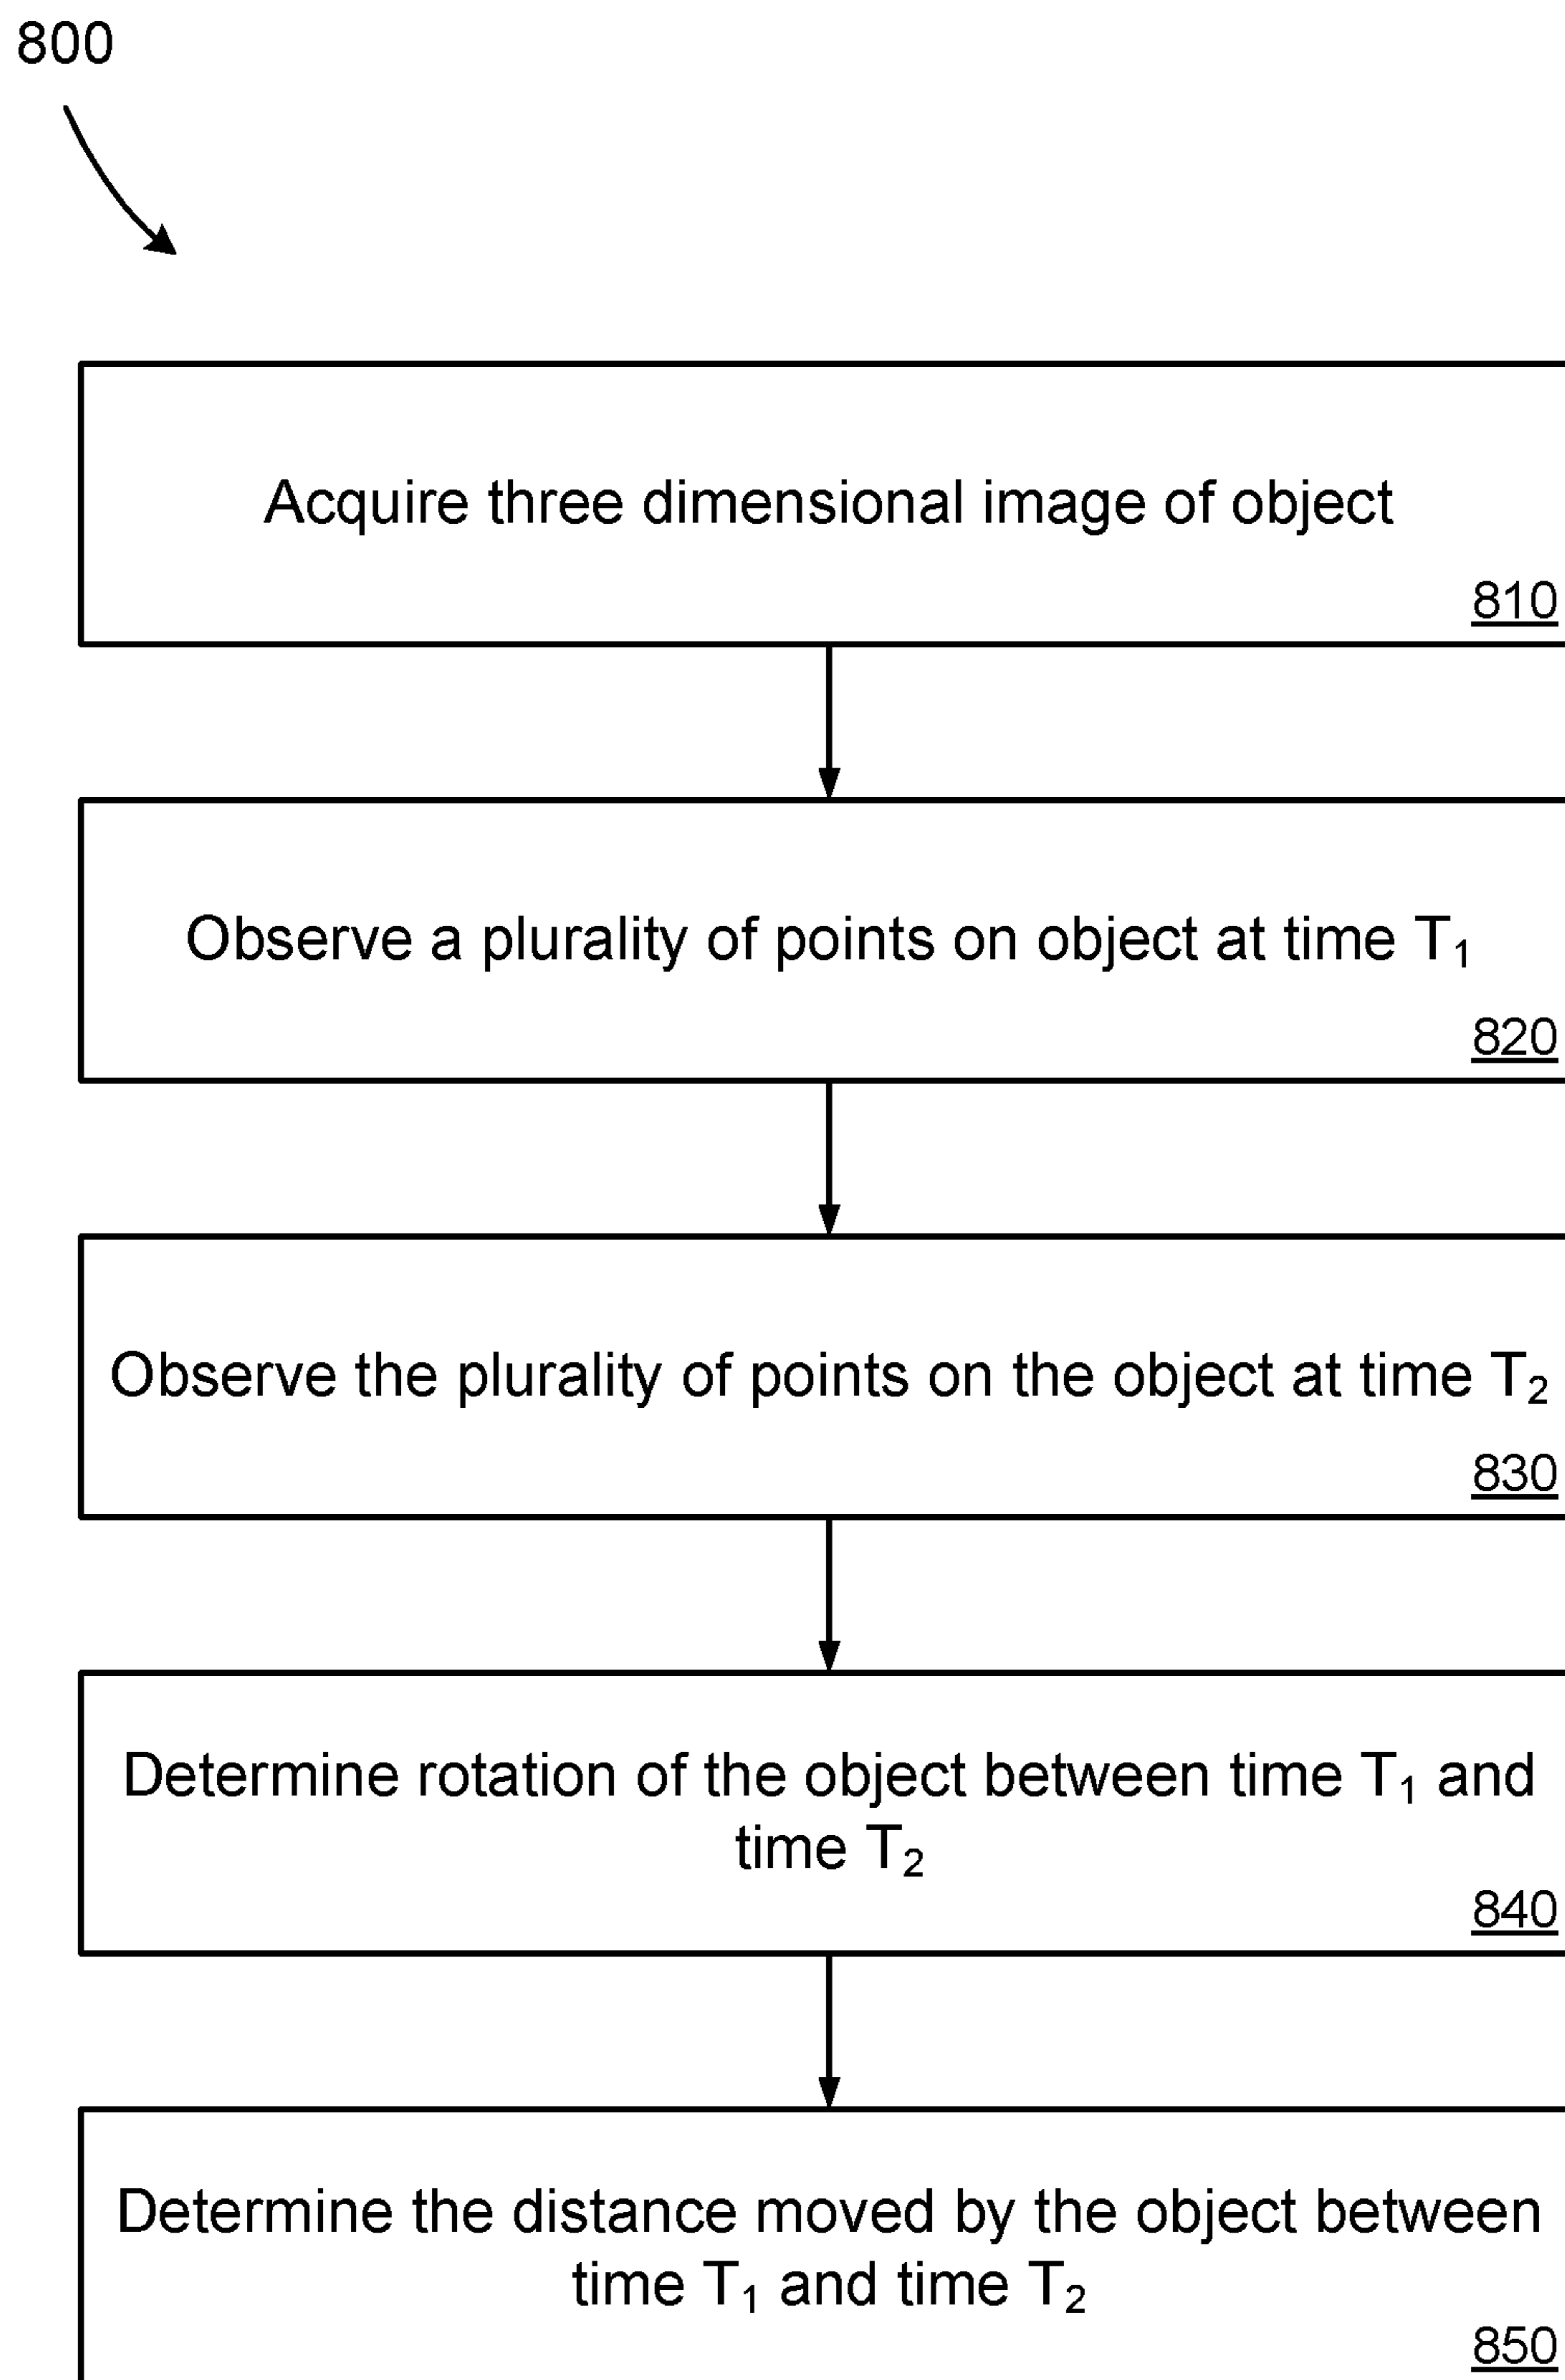 800
Acquire three dimensional image of object
810
Observe a plurality of points on object at time T₁
820
Observe the plurality of points on the object at time T₂
830
Determine rotation of the object between time T₁ and
time T₂
840
Determine the distance moved by the object between
time T₁ and time T₂
850